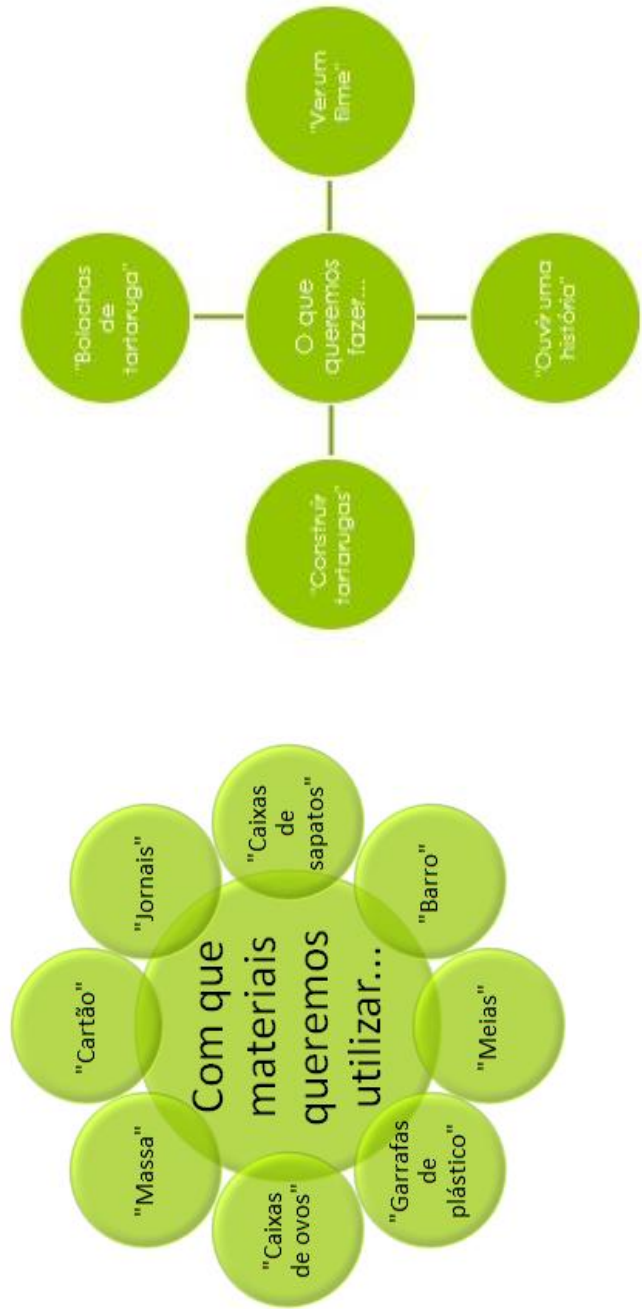 Com que
materiais
queremos
utilizar...
"Cartão"
"Jornais"
"Caixas
de
sapatos"
"Barro"
"Meias"
"Garrafas
de
plástico"
"Caixas
de ovos"
"Massa"
O que
queremos
fazer...
"Bolachas
de
tartaruga"
"Ver um
filme"
"Ouvir uma
história"
"Construir
tartarugas"